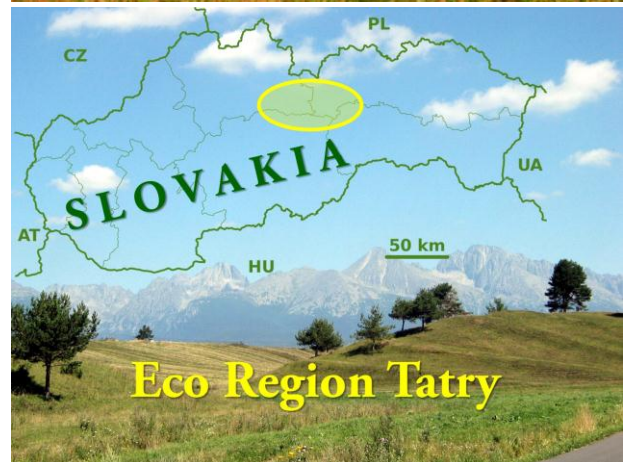 PL
CZ
SLOVAKIA
UA
AT
50 km
HU
Eco Region Tatry